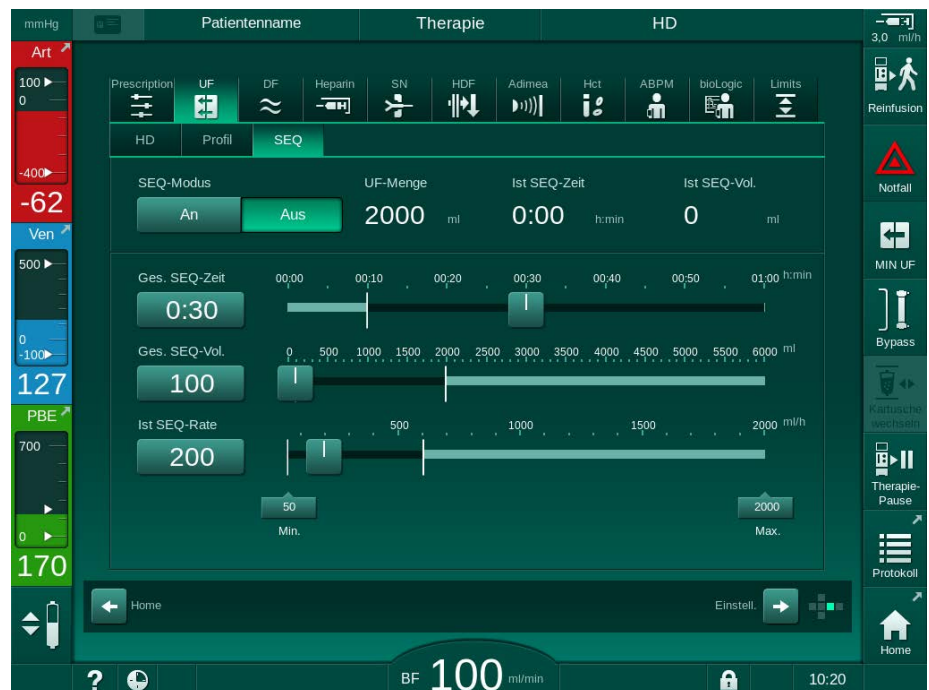 mmHg
Patientenname
Therapie
HD
3,0 ml/h
Art
100
0
-400
-62
Ven
500
0
-100
127
PBE
700
0
170
Prescription UF DF Heparin SN HDF Adimea Hct ABPM bioLogic Limits
HD Profil SEQ
SEQ-Modus UF-Menge Ist SEQ-Zeit Ist SEQ-Vol.
An Aus 2000 ml 0:00 h:min 0 ml
Ges. SEQ-Zeit 00:00 00:10 00:20 00:30 00:40 00:50 01:00 h:min
0:30
Ges. SEQ-Vol. 0 500 1000 1500 2000 2500 3000 3500 4000 4500 5000 5500 6000 ml
100
Ist SEQ-Rate 500 1000 1500 2000 ml/h
200
50 2000
Min. Max.
Home Einstell.
Reinfusion
Notfall
MIN UF
Bypass
Kartusche
wechseln
Therapie-
Pause
Protokoll
Home
? BF 100 ml/min 10:20